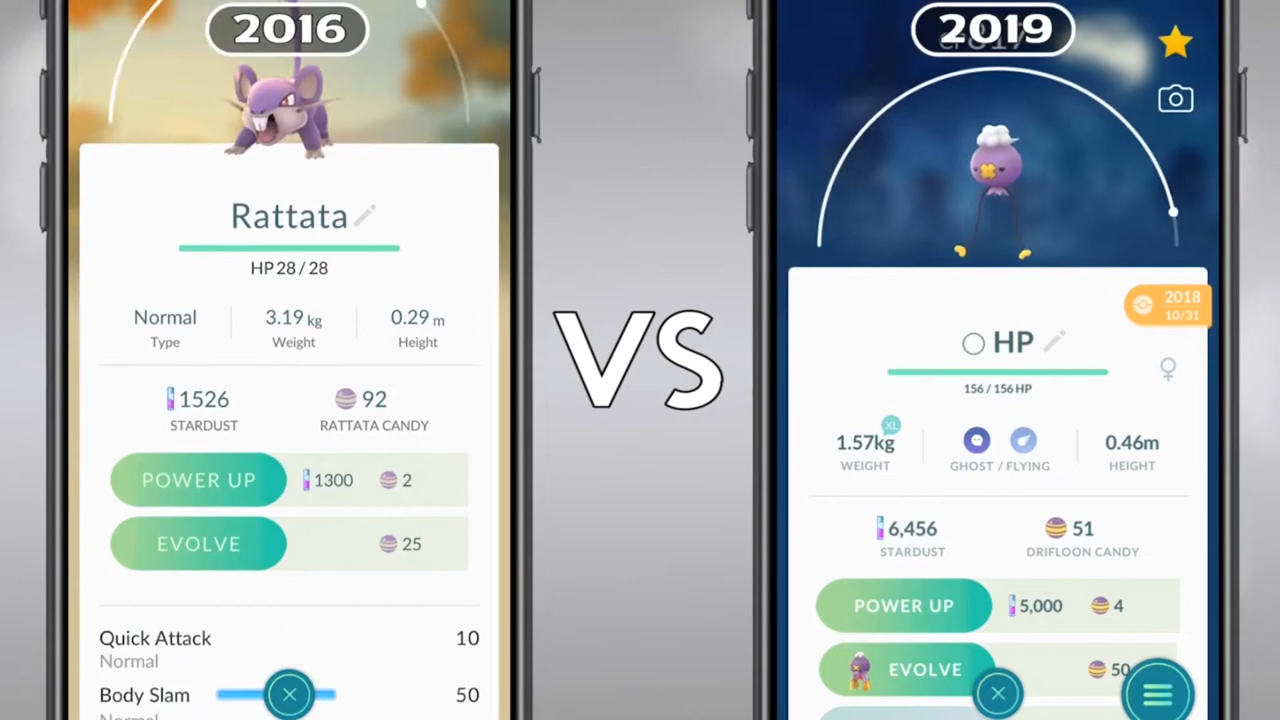 2016
Rattata
HP 28 / 28
Normal
Type
3.19 kg
Weight
0.29 m
Height
1526
STARDUST
92
RATTATA CANDY
POWER UP 1300 2
EVOLVE 25
Quick Attack 10
Normal
Body Slam 50
Normal
VS
2019
2018
10/31
HP
156 / 156 HP
XL
1.57kg
WEIGHT
GHOST / FLYING
0.46m
HEIGHT
6,456
STARDUST
51
DRIFLOON CANDY
POWER UP 5,000 4
EVOLVE 50